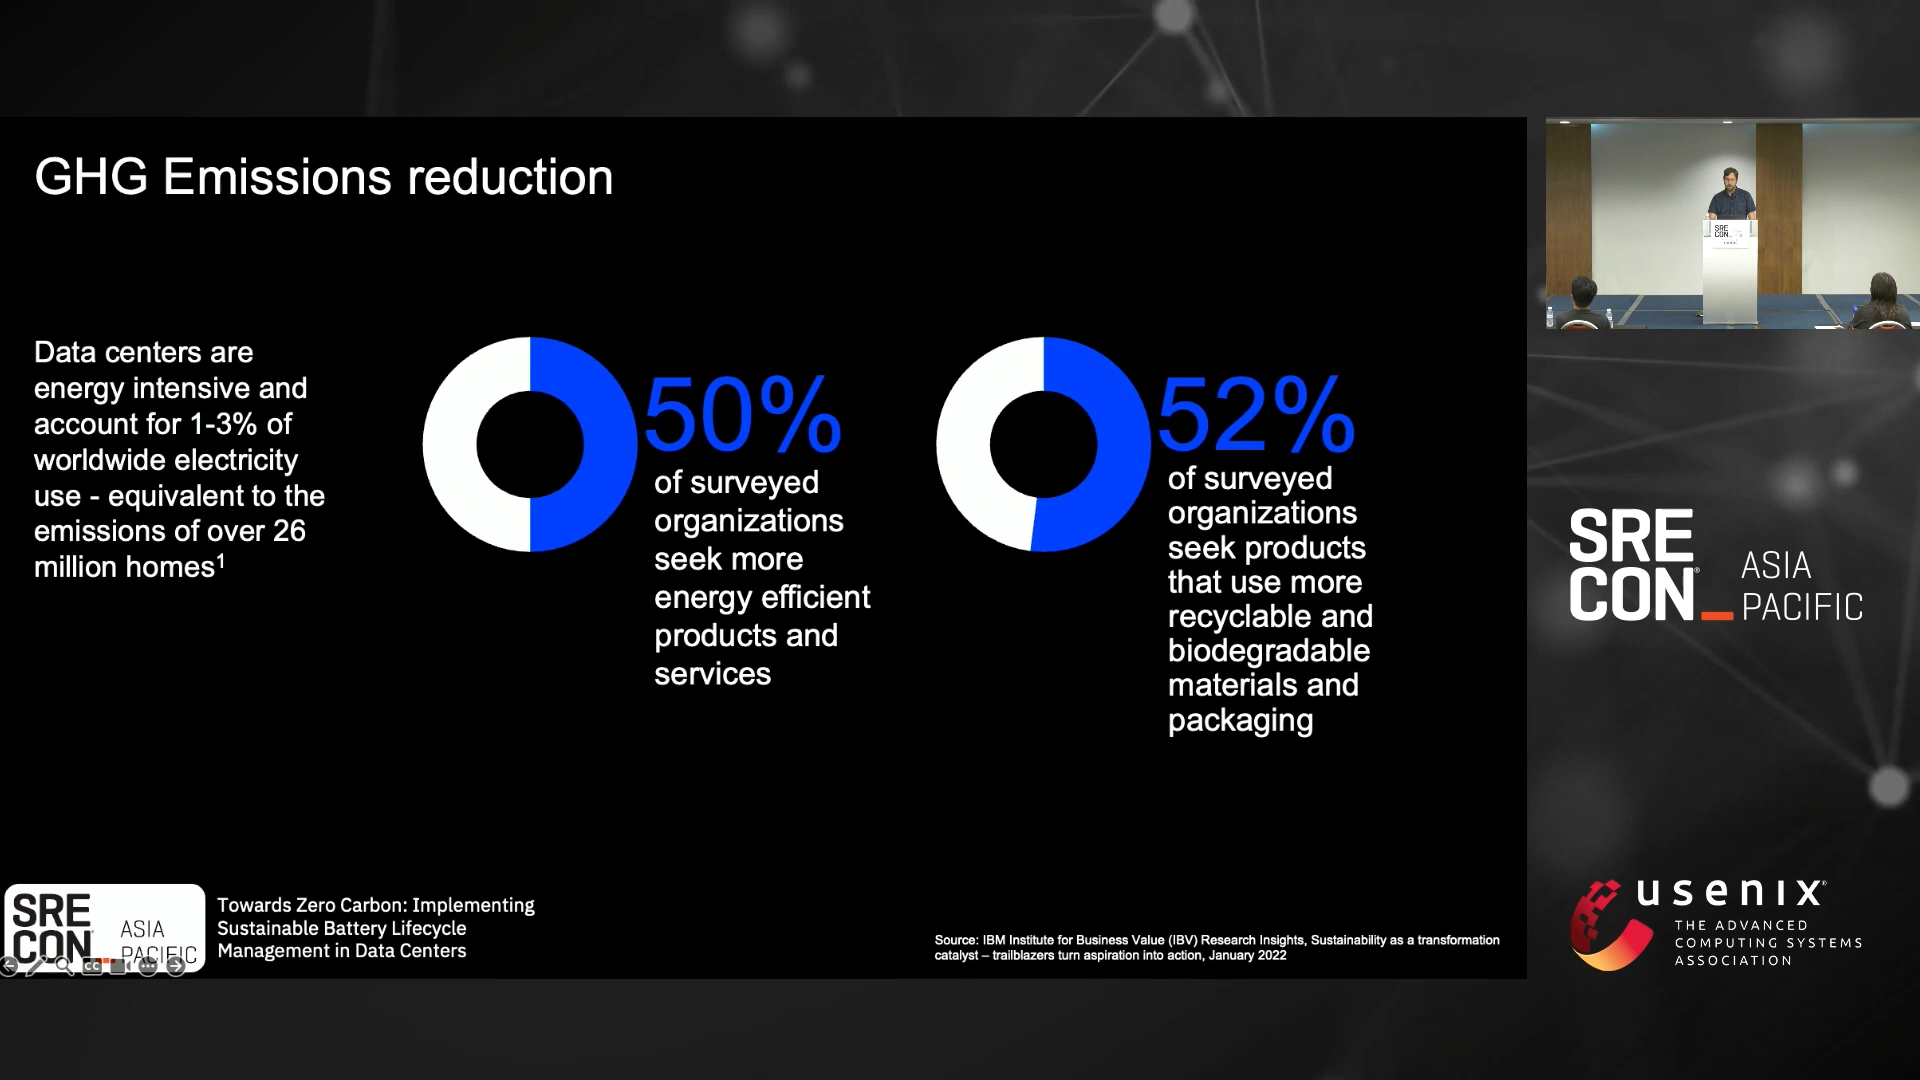 GHG Emissions reduction
Data centers are
energy intensive and
account for 1-3% of
worldwide electricity
use - equivalent to the
emissions of over 26
million homes¹
50%
of surveyed
organizations
seek more
energy efficient
products and
services
52%
of surveyed
organizations
seek products
that use more
recyclable and
biodegradable
materials and
packaging
SRE
CON
ASIA
PACIFIC
CC
Towards Zero Carbon: Implementing
Sustainable Battery Lifecycle
Management in Data Centers
Source: IBM Institute for Business Value (IBV) Research Insights, Sustainability as a transformation
catalyst – trailblazers turn aspiration into action, January 2022
SRE
CON_
SRE
CON®_
ASIA
PACIFIC
usenix®
THE ADVANCED
COMPUTING SYSTEMS
ASSOCIATION